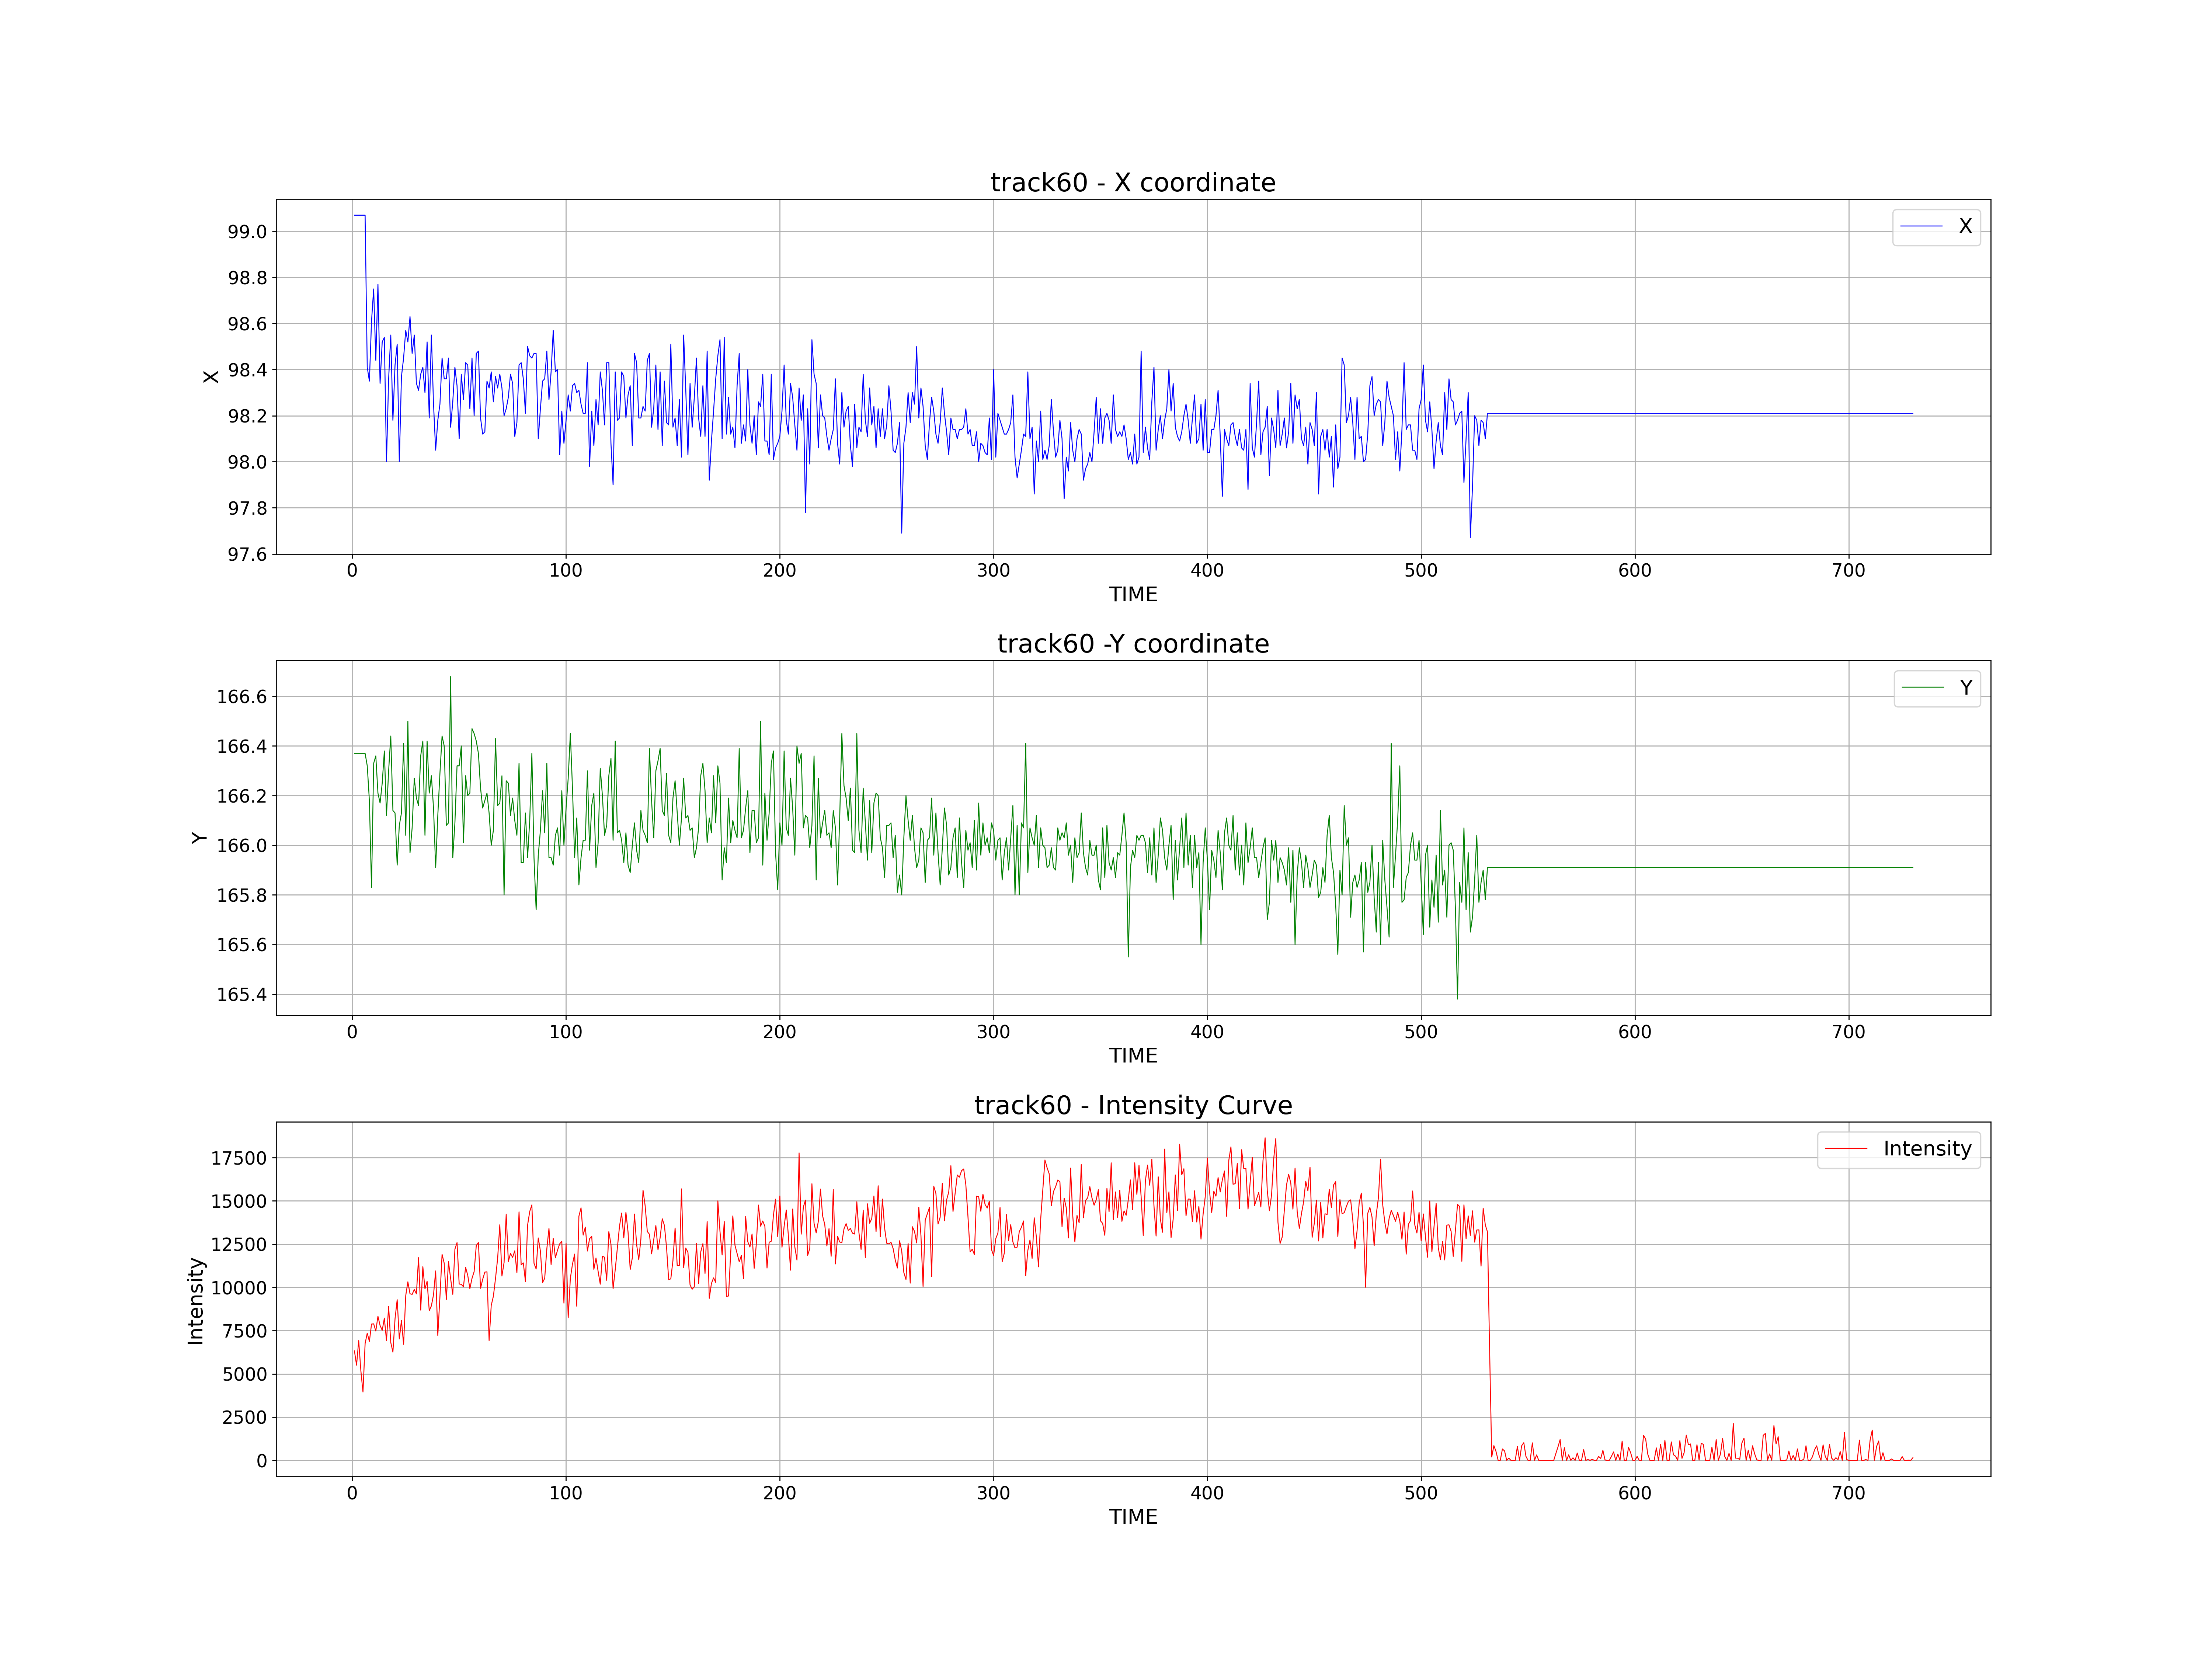 track60 - X coordinate
X
99.0
98.8
98.6
98.4
98.2
98.0
97.8
97.6
X
0 100 200 300 400 500 600 700
TIME
track60 -Y coordinate
Y
166.6
166.4
166.2
166.0
165.8
165.6
165.4
Y
0 100 200 300 400 500 600 700
TIME
track60 - Intensity Curve
Intensity
17500
15000
12500
10000
7500
5000
2500
0
Intensity
0 100 200 300 400 500 600 700
TIME